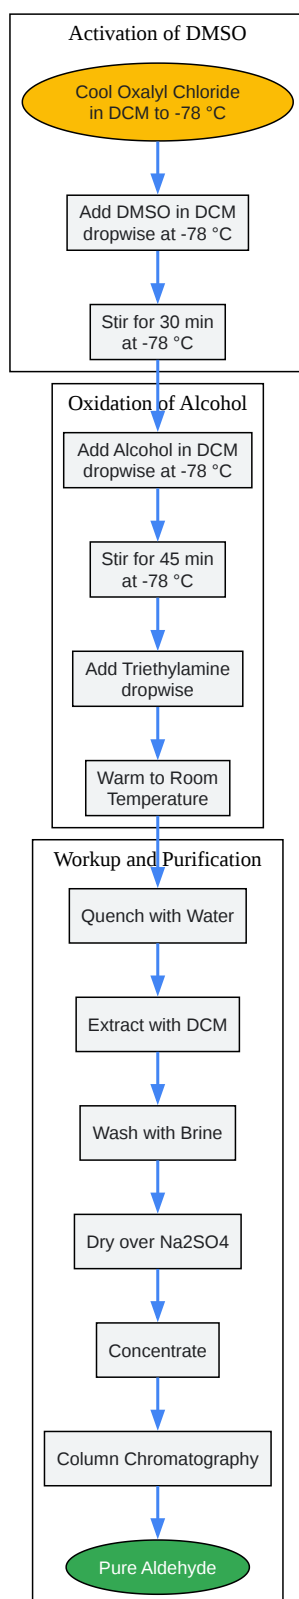 Activation of DMSO
Cool Oxalyl Chloride
in DCM to -78 °C
Add DMSO in DCM
dropwise at -78 °C
Stir for 30 min
at -78 °C
Oxidation of Alcohol
Add Alcohol in DCM
dropwise at -78 °C
Stir for 45 min
at -78 °C
Add Triethylamine
dropwise
Warm to Room
Temperature
Workup and Purification
Quench with Water
Extract with DCM
Wash with Brine
Dry over Na2SO4
Concentrate
Column Chromatography
Pure Aldehyde